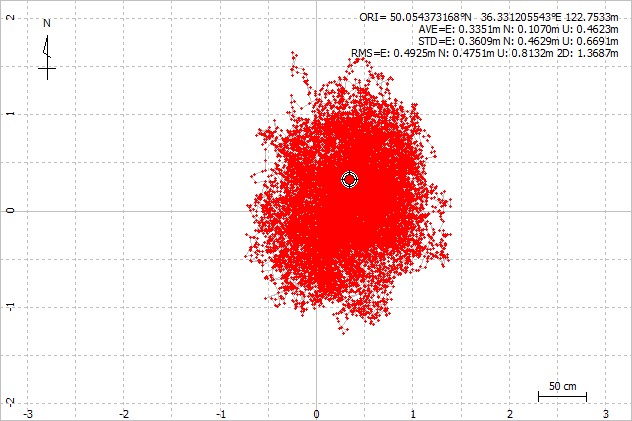 ORI= 50.054373168°N 36.331205543°E 122.7533m
AVE=E: 0.3351m N: 0.1070m U: 0.4623m
STD=E: 0.3609m N: 0.4629m U: 0.6691m
RMS=E: 0.4925m N: 0.4751m U: 0.8132m 2D: 1.3687m
N
2
1
0
-1
-2
50 cm
-3 -2 -1 0 1 2 3